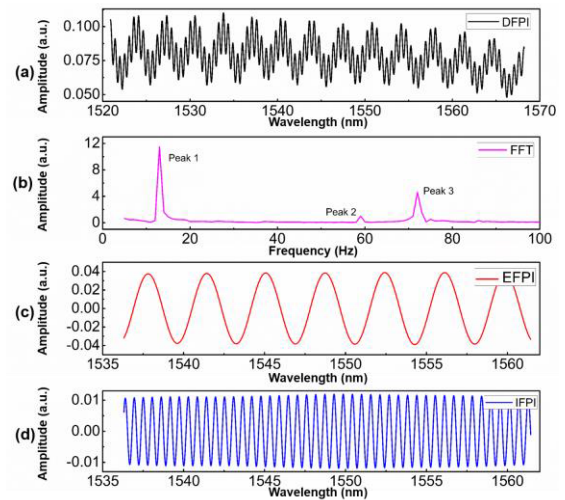 (a)
Amplitude (a.u.)
0.100
0.075
0.050
DFPI
1520 1530 1540 1550 1560 1570
Wavelength (nm)
(b)
Amplitude (a.u.)
12
8
4
0
Peak 1
Peak 2
Peak 3
FFT
0 20 40 60 80 100
Frequency (Hz)
(c)
Amplitude (a.u.)
0.04
0.02
0.00
-0.02
-0.04
EFPI
1535 1540 1545 1550 1555 1560
Wavelength (nm)
(d)
Amplitude (a.u.)
0.01
0.00
-0.01
IFPI
1535 1540 1545 1550 1555 1560
Wavelength (nm)